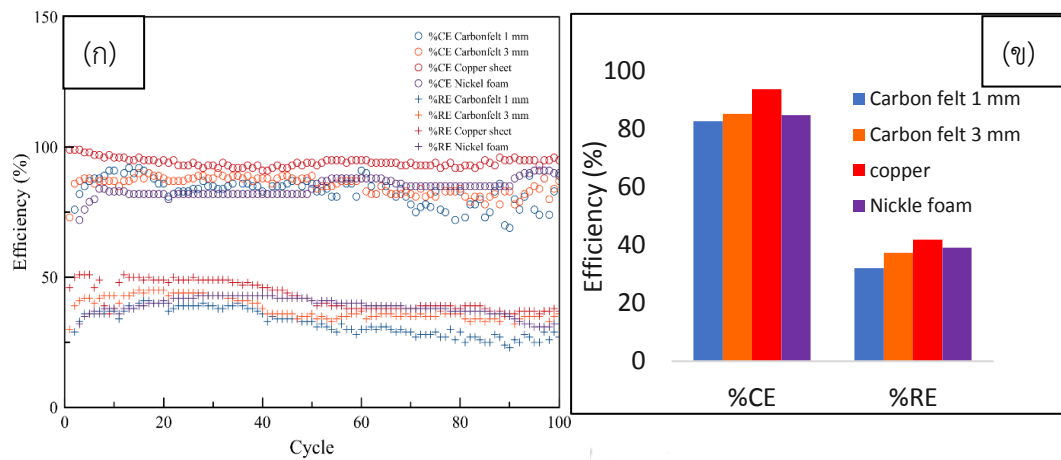 (ก)
150
100
50
0
Efficiency (%)
%CE Carbonfelt 1 mm
%CE Carbonfelt 3 mm
%CE Copper sheet
%CE Nickel foam
%RE Carbonfelt 1 mm
%RE Carbonfelt 3 mm
%RE Copper sheet
%RE Nickel foam
0 20 40 60 80 100
Cycle
(ข)
100
80
60
40
20
0
Efficiency (%)
Carbon felt 1 mm
Carbon felt 3 mm
copper
Nickle foam
%CE %RE